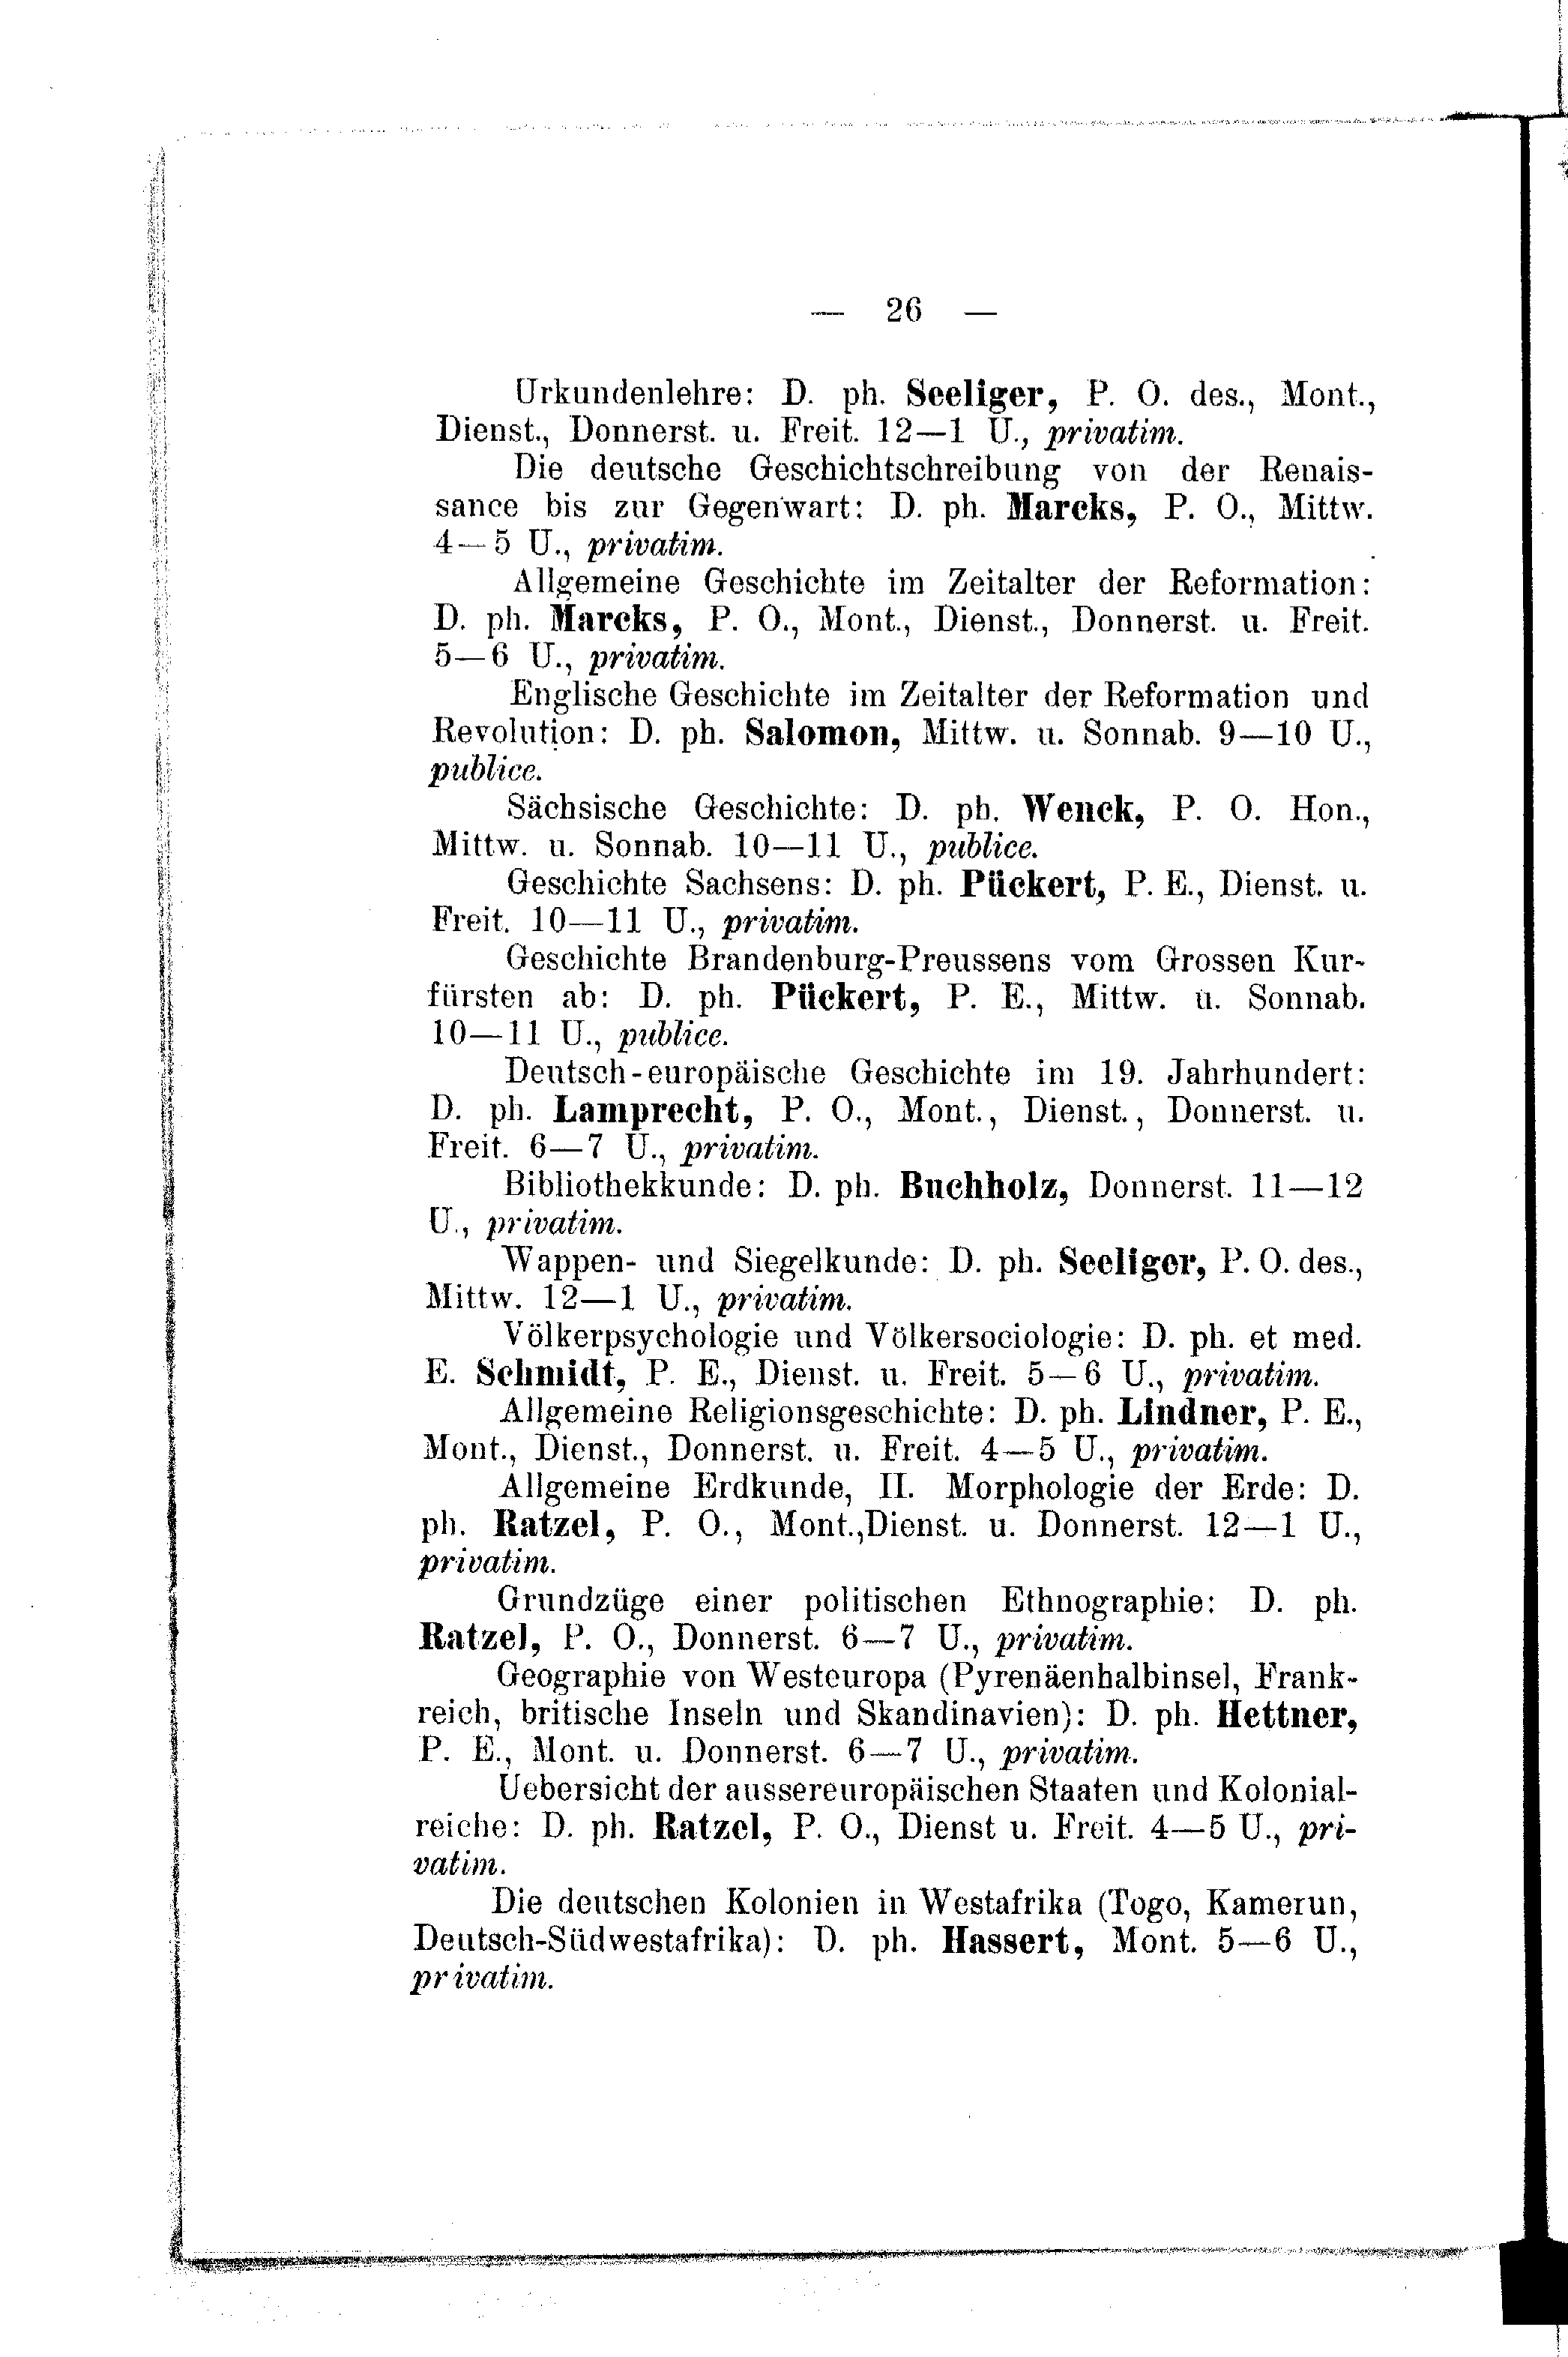 — 26 —
Urkundenlehre: D. ph. Seeliger, P. O. des., Mont.,
Dienst., Donnerst. u. Freit. 12—1 U., privatim.
Die deutsche Geschichtschreibung von der Renais-
sance bis zur Gegenwart: D. ph. Marcks, P. O., Mittw.
4—5 U., privatim.
Allgemeine Geschichte im Zeitalter der Reformation:
D. ph. Marcks, P. O., Mont., Dienst., Donnerst. u. Freit.
5—6 U., privatim.
Englische Geschichte im Zeitalter der Reformation und
Revolution: D. ph. Salomon, Mittw. u. Sonnab. 9—10 U.,
publice.
Sächsische Geschichte: D. ph. Wenck, P. O. Hon.,
Mittw. u. Sonnab. 10—11 U., publice.
Geschichte Sachsens: D. ph. Pückert, P. E., Dienst. u.
Freit. 10—11 U., privatim.
Geschichte Brandenburg-Preussens vom Grossen Kur-
fürsten ab: D. ph. Pückert, P. E., Mittw. u. Sonnab.
10—11 U., publice.
Deutsch-europäische Geschichte im 19. Jahrhundert:
D. ph. Lamprecht, P. O., Mont., Dienst., Donnerst. u.
Freit. 6—7 U., privatim.
Bibliothekkunde: D. ph. Buchholz, Donnerst. 11—12
U., privatim.
Wappen- und Siegelkunde: D. ph. Seeliger, P. O. des.,
Mittw. 12—1 U., privatim.
Völkerpsychologie und Völkersociologie: D. ph. et med.
E. Schmidt, P. E., Dienst. u. Freit. 5—6 U., privatim.
Allgemeine Religionsgeschichte: D. ph. Lindner, P. E.,
Mont., Dienst., Donnerst. u. Freit. 4—5 U., privatim.
Allgemeine Erdkunde, II. Morphologie der Erde: D.
ph. Ratzel, P. O., Mont.,Dienst. u. Donnerst. 12—1 U.,
privatim.
Grundzüge einer politischen Ethnographie: D. ph.
Ratzel, P. O., Donnerst. 6—7 U., privatim.
Geographie von Westeuropa (Pyrenäenhalbinsel, Frank-
reich, britische Inseln und Skandinavien): D. ph. Hettner,
P. E., Mont. u. Donnerst. 6—7 U., privatim.
Uebersicht der aussereuropäischen Staaten und Kolonial-
reiche: D. ph. Ratzel, P. O., Dienst u. Freit. 4—5 U., pri-
vatim.
Die deutschen Kolonien in Westafrika (Togo, Kamerun,
Deutsch-Südwestafrika): D. ph. Hassert, Mont. 5—6 U.,
privatim.